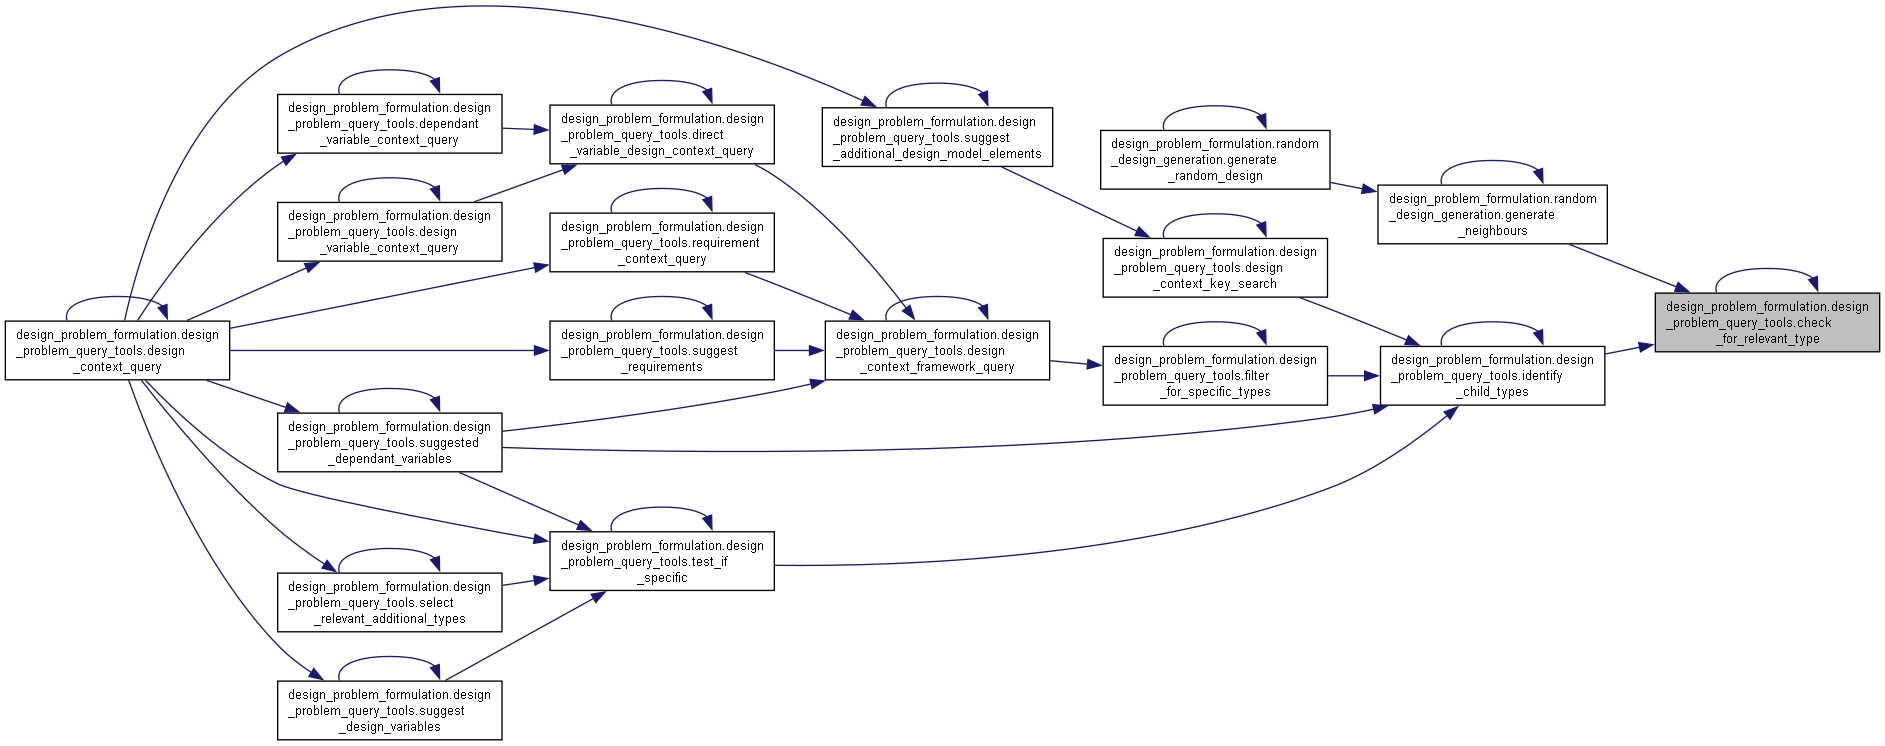 design_problem_formulation.design
_problem_query_tools.dependant
_variable_context_query
design_problem_formulation.design
_problem_query_tools.design
_variable_context_query
design_problem_formulation.design
_problem_query_tools.design
_context_query
design_problem_formulation.design
_problem_query_tools.suggested
_dependant_variables
design_problem_formulation.design
_problem_query_tools.select
_relevant_additional_types
design_problem_formulation.design
_problem_query_tools.suggest
_design_variables
design_problem_formulation.design
_problem_query_tools.direct
_variable_design_context_query
design_problem_formulation.design
_problem_query_tools.requirement
_context_query
design_problem_formulation.design
_problem_query_tools.suggest
_requirements
design_problem_formulation.design
_problem_query_tools.test_if
_specific
design_problem_formulation.design
_problem_query_tools.suggest
_additional_design_model_elements
design_problem_formulation.design
_problem_query_tools.design
_context_framework_query
design_problem_formulation.random
_design_generation.generate
_random_design
design_problem_formulation.design
_problem_query_tools.design
_context_key_search
design_problem_formulation.design
_problem_query_tools.filter
_for_specific_types
design_problem_formulation.random
_design_generation.generate
_neighbours
design_problem_formulation.design
_problem_query_tools.identify
_child_types
design_problem_formulation.design
_problem_query_tools.check
_for_relevant_type